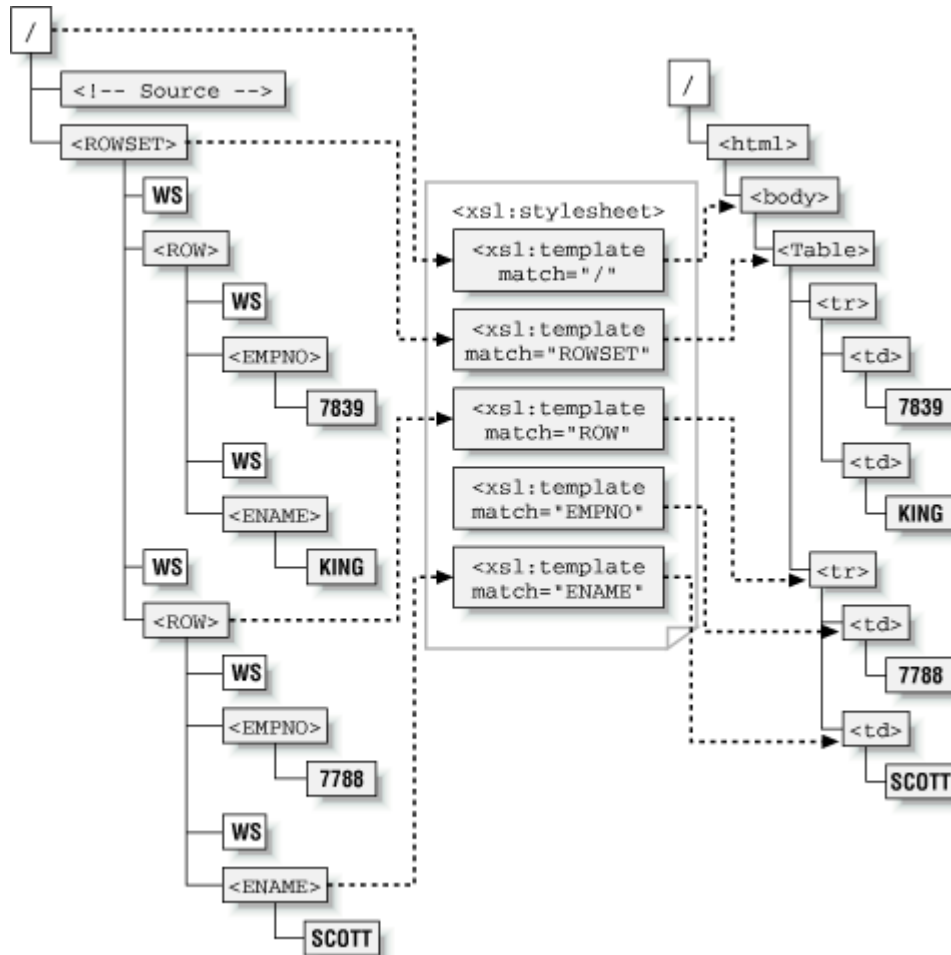 /
<!-- Source -->
<ROWSET>
WS
<ROW>
WS
<EMPNO>
7839
WS
<ENAME>
KING
WS
<ROW>
WS
<EMPNO>
7788
WS
<ENAME>
SCOTT
<xsl:stylesheet>
<xsl:template
match="/"
<xsl:template
match="ROWSET"
<xsl:template
match="ROW"
<xsl:template
match="EMPNO"
<xsl:template
match="ENAME"
/
<html>
<body>
<Table>
<tr>
<td>
7839
<td>
KING
<tr>
<td>
7788
<td>
SCOTT